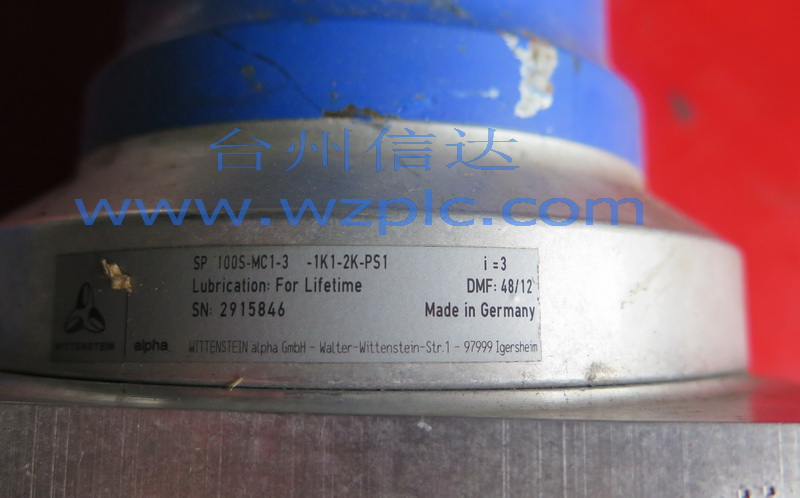 台州信达
www.wzplc.com
SP 100S-MC1-3 -1K1-2K-PS1 i=3
Lubrication: For Lifetime DMF: 48/12
SN: 2915846 Made in Germany
WITTENSTEIN alpha WITTENSTEIN alpha GmbH - Walter-Wittenstein-Str.1 - 97999 Igersheim